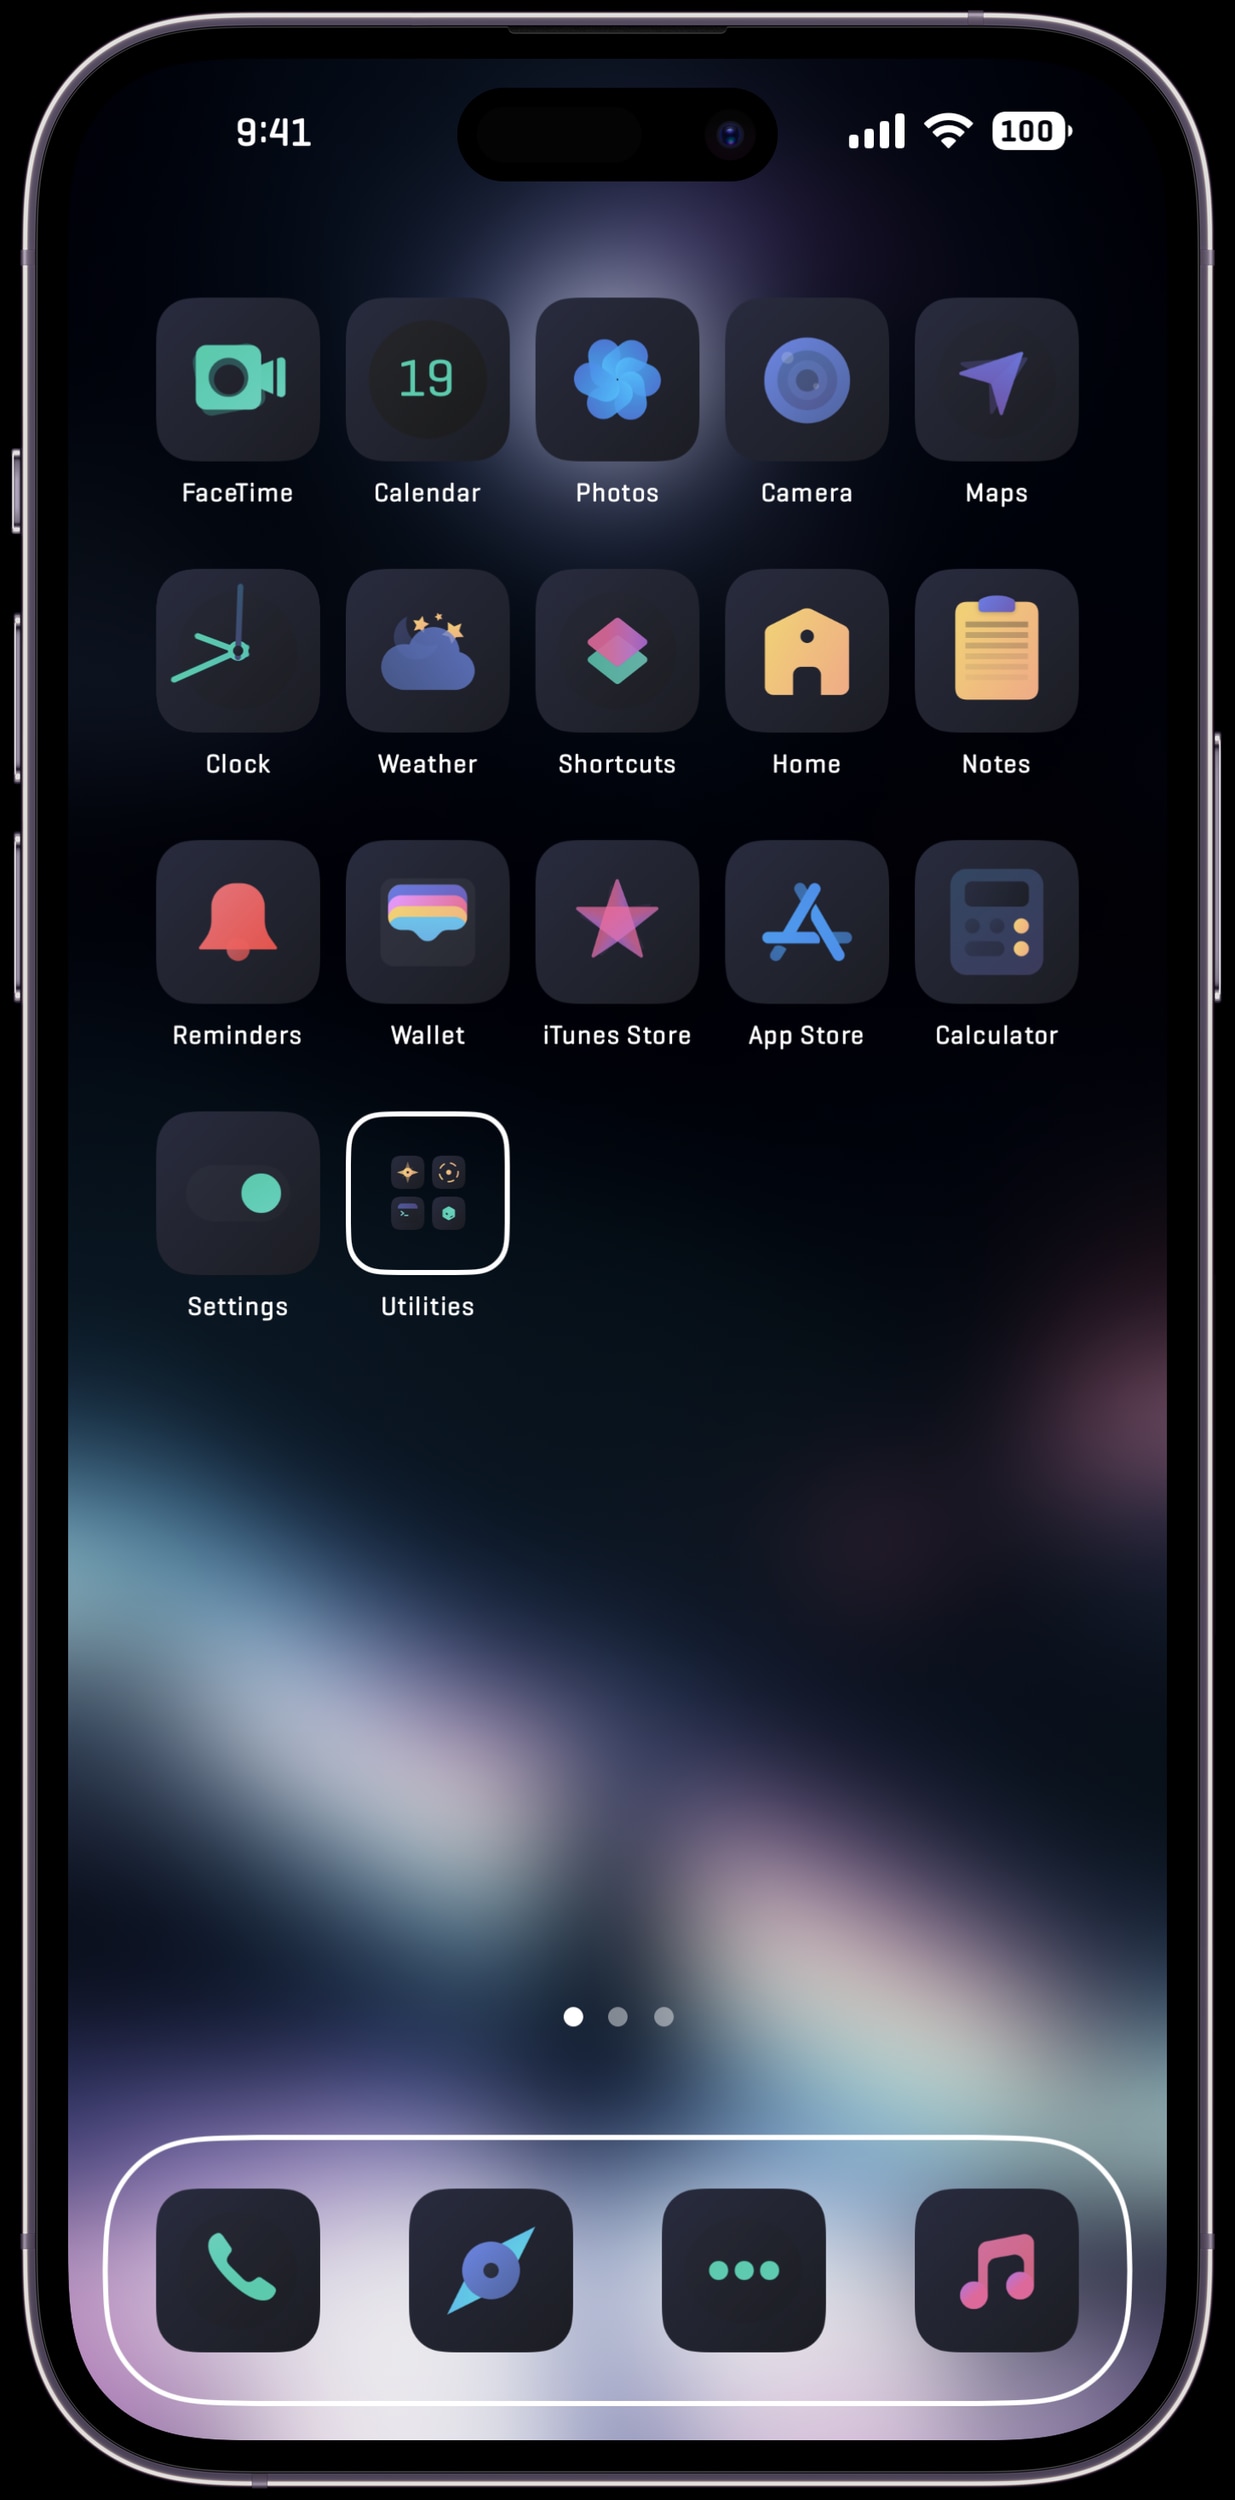 9:41 100
19
FaceTime Calendar Photos Camera Maps
Clock Weather Shortcuts Home Notes
Reminders Wallet iTunes Store App Store Calculator
>_
Settings Utilities